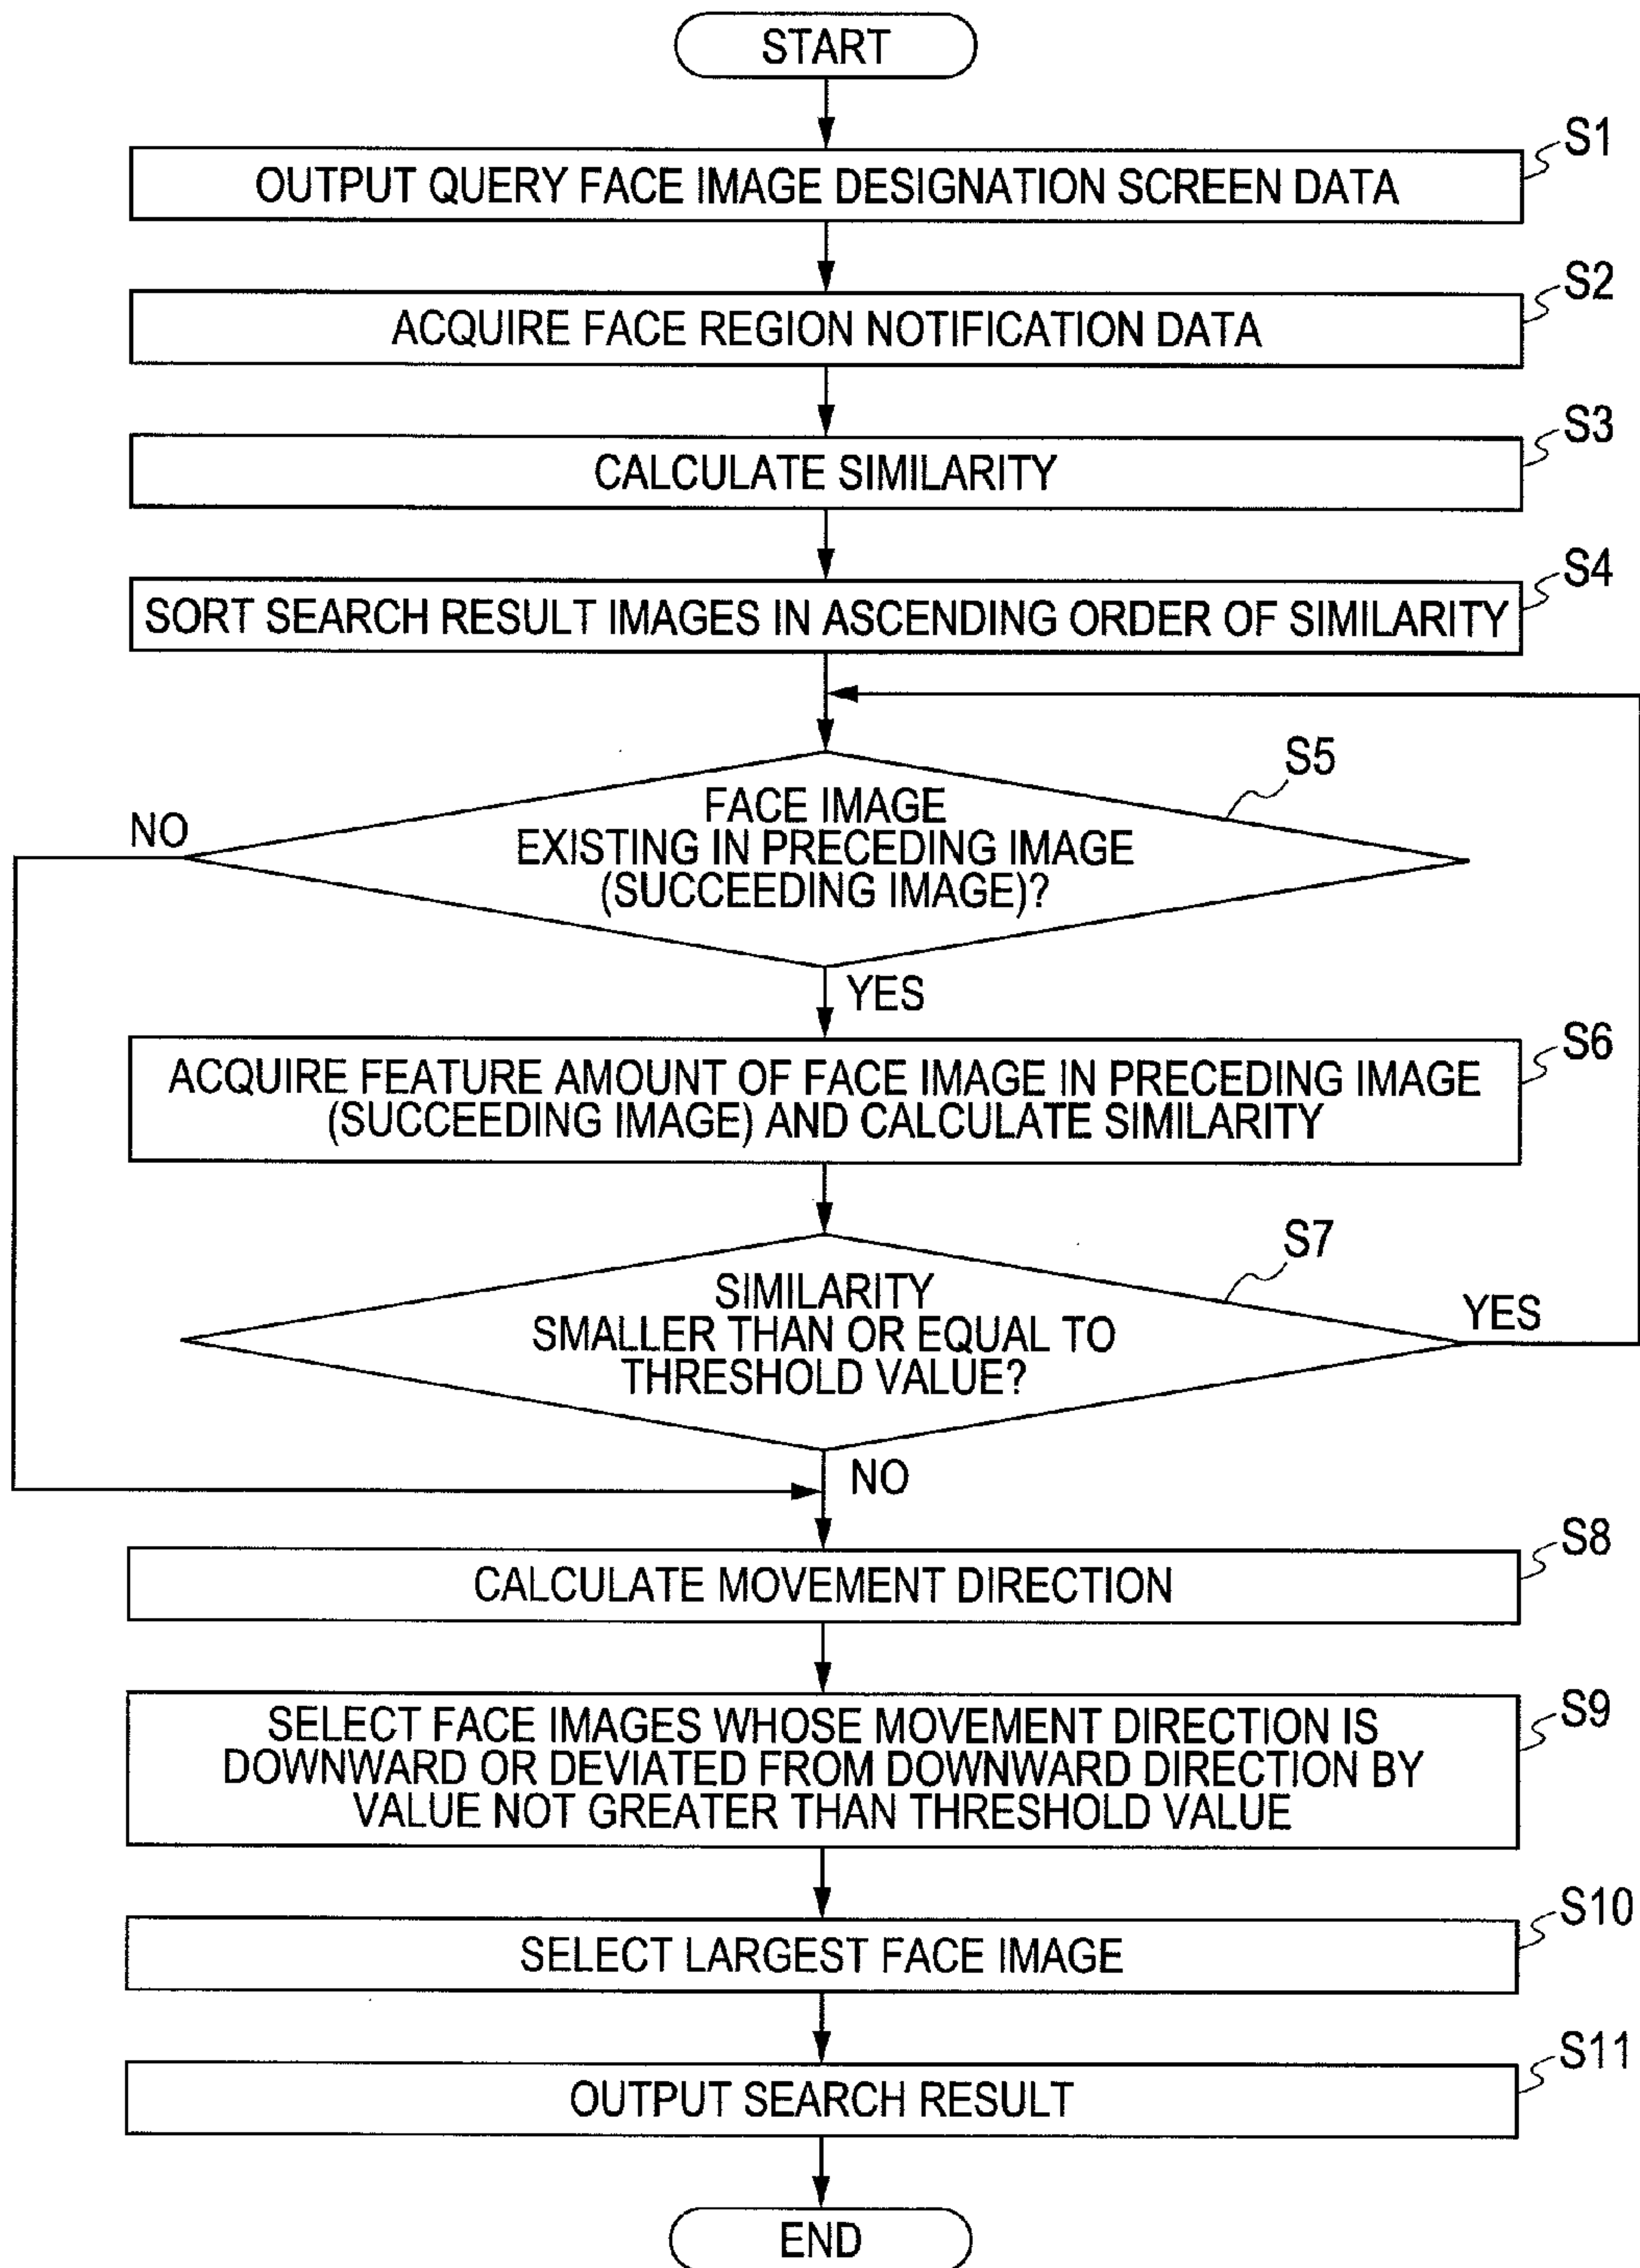 START
S1
OUTPUT QUERY FACE IMAGE DESIGNATION SCREEN DATA
S2
ACQUIRE FACE REGION NOTIFICATION DATA
S3
CALCULATE SIMILARITY
S4
SORT SEARCH RESULT IMAGES IN ASCENDING ORDER OF SIMILARITY
S5
NO
FACE IMAGE
EXISTING IN PRECEDING IMAGE
(SUCCEEDING IMAGE)?
YES
S6
ACQUIRE FEATURE AMOUNT OF FACE IMAGE IN PRECEDING IMAGE
(SUCCEEDING IMAGE) AND CALCULATE SIMILARITY
S7
SIMILARITY
SMALLER THAN OR EQUAL TO
THRESHOLD VALUE?
YES
NO
S8
CALCULATE MOVEMENT DIRECTION
S9
SELECT FACE IMAGES WHOSE MOVEMENT DIRECTION IS
DOWNWARD OR DEVIATED FROM DOWNWARD DIRECTION BY
VALUE NOT GREATER THAN THRESHOLD VALUE
S10
SELECT LARGEST FACE IMAGE
S11
OUTPUT SEARCH RESULT
END